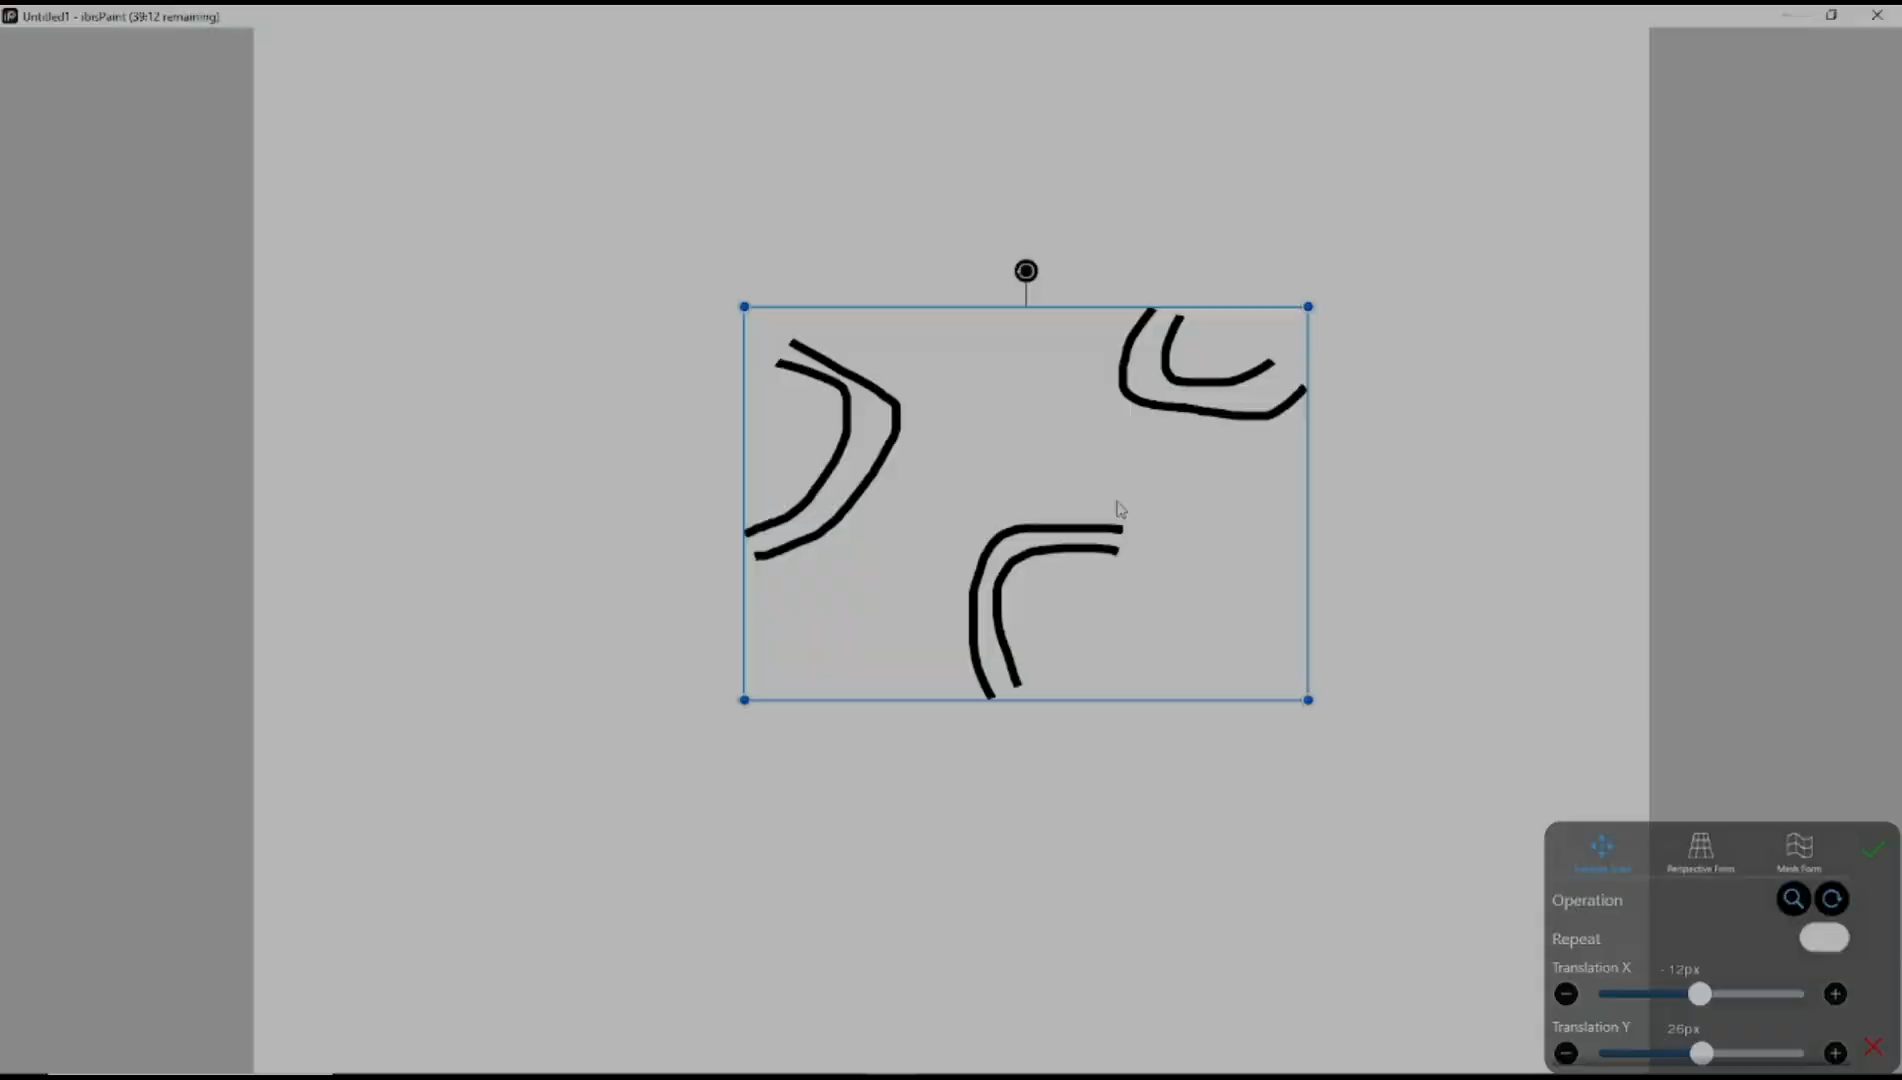 Untitled1 - ibisPaint (39:12 remaining)
Perspective Form
Mesh Form
Operation
Repeat
Translation X -12px
Translation Y 26px